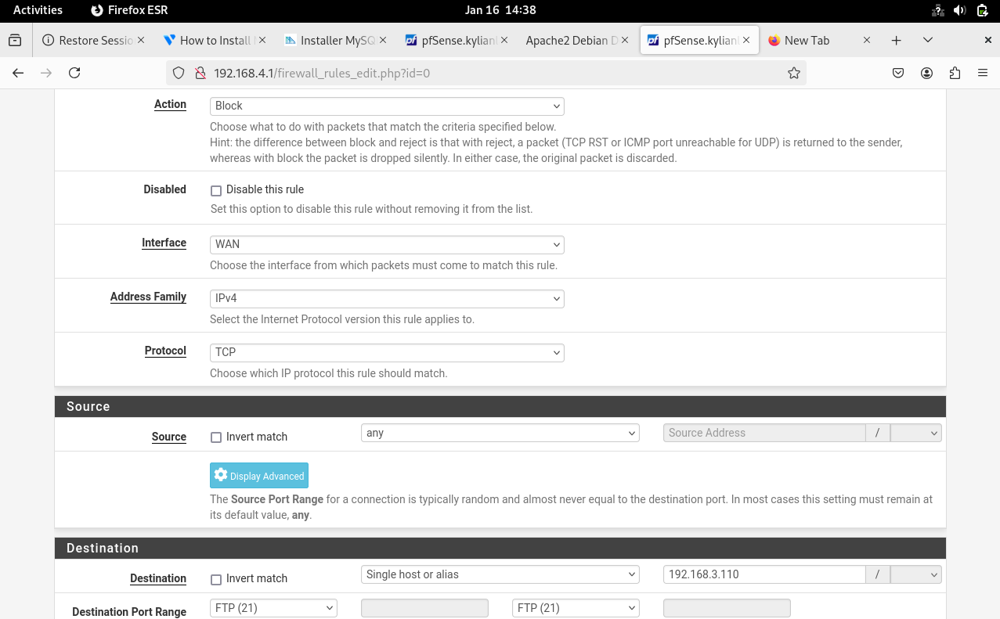 Activities
Firefox ESR
Jan 16 14:38
Restore Sessio
How to Install
Installer MySQ
pfSense.kylian
Apache2 Debian D
pfSense.kylian
New Tab
192.168.4.1/firewall_rules_edit.php?id=0
Action
Block
Choose what to do with packets that match the criteria specified below.
Hint: the difference between block and reject is that with reject, a packet (TCP RST or ICMP port unreachable for UDP) is returned to the sender,
whereas with block the packet is dropped silently. In either case, the original packet is discarded.
Disabled
Disable this rule
Set this option to disable this rule without removing it from the list.
Interface
WAN
Choose the interface from which packets must come to match this rule.
Address Family
IPv4
Select the Internet Protocol version this rule applies to.
Protocol
TCP
Choose which IP protocol this rule should match.
Source
Source
Invert match
any
Source Address
/
Display Advanced
The Source Port Range for a connection is typically random and almost never equal to the destination port. In most cases this setting must remain at
its default value, any.
Destination
Destination
Invert match
Single host or alias
192.168.3.110
/
Destination Port Range
FTP (21)
FTP (21)